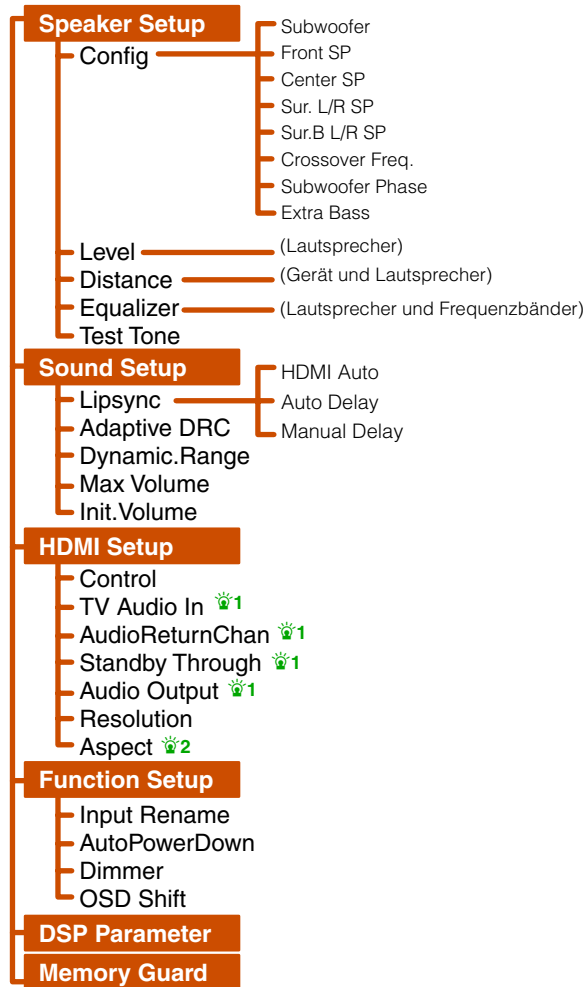 Speaker Setup
Config
Subwoofer
Front SP
Center SP
Sur. L/R SP
Sur.B L/R SP
Crossover Freq.
Subwoofer Phase
Extra Bass
Level
(Lautsprecher)
Distance
(Gerät und Lautsprecher)
Equalizer
(Lautsprecher und Frequenzbänder)
Test Tone
Sound Setup
Lipsync
HDMI Auto
Auto Delay
Manual Delay
Adaptive DRC
Dynamic.Range
Max Volume
Init.Volume
HDMI Setup
Control
TV Audio In 1
AudioReturnChan 1
Standby Through 1
Audio Output 1
Resolution
Aspect 2
Function Setup
Input Rename
AutoPowerDown
Dimmer
OSD Shift
DSP Parameter
Memory Guard